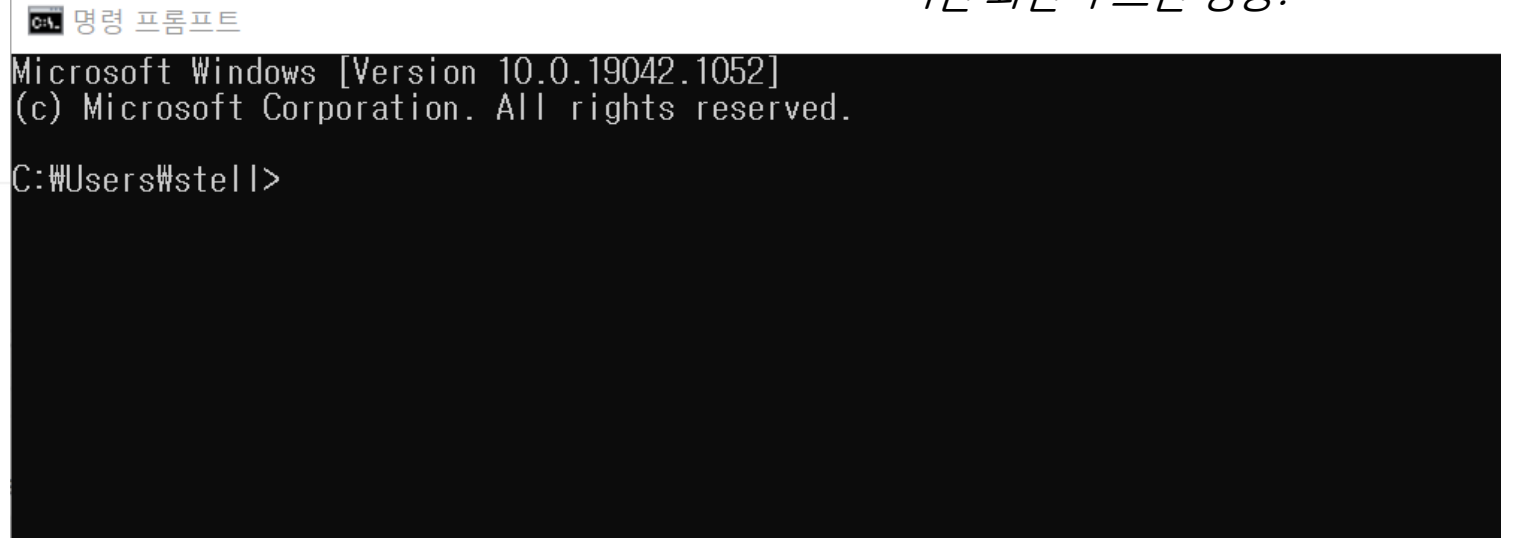 명령 프롬프트
Microsoft Windows [Version 10.0.19042.1052]
(c) Microsoft Corporation. All rights reserved.
C:₩Users₩stell>